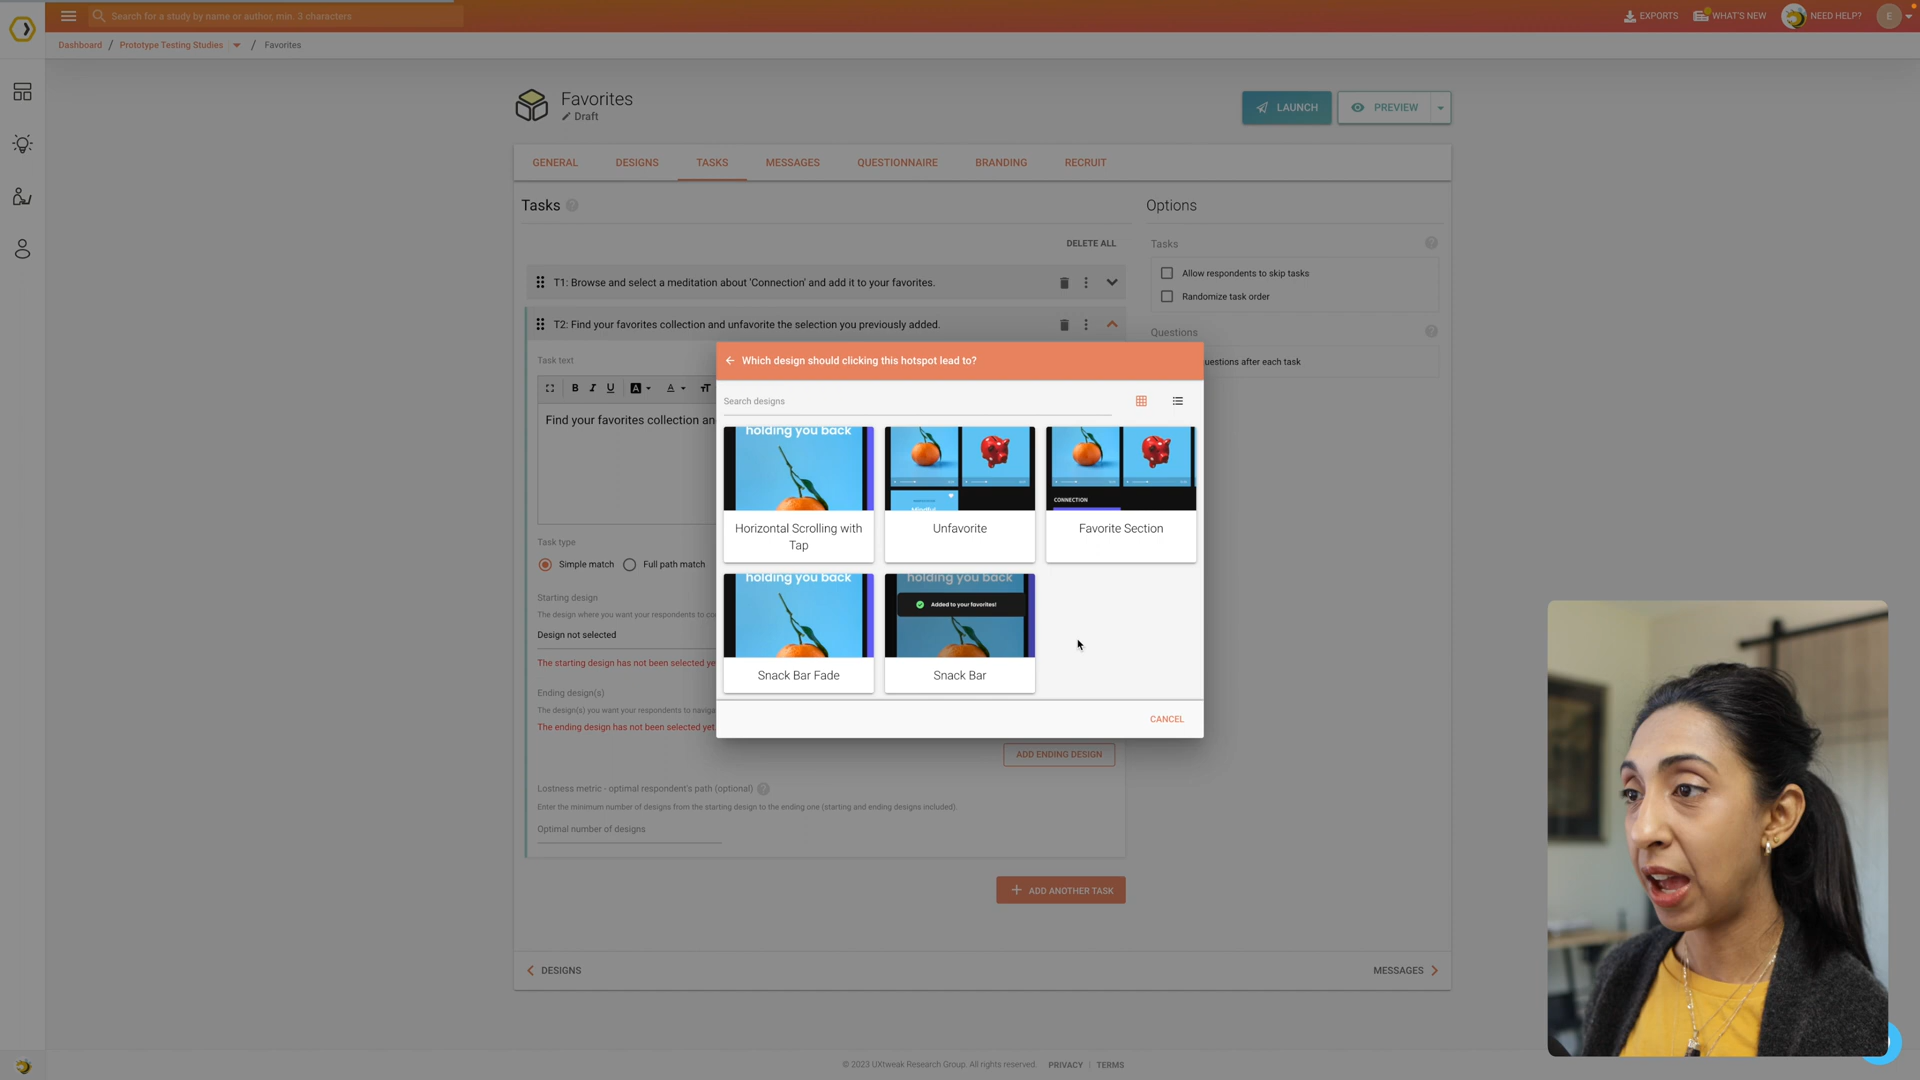 Search for a study by name or author, min. 3 characters
EXPORTS
WHAT'S NEW
NEED HELP?
E
Dashboard / Prototype Testing Studies / Favorites
Favorites
Draft
LAUNCH
PREVIEW
GENERAL
DESIGNS
TASKS
MESSAGES
QUESTIONNAIRE
BRANDING
RECRUIT
Tasks ?
Options
DELETE ALL
Tasks
?
T1: Browse and select a meditation about 'Connection' and add it to your favorites.
Allow respondents to skip tasks
Randomize task order
T2: Find your favorites collection and unfavorite the selection you previously added.
Questions
?
uestions after each task
Task text
B I U A A
Find your favorites collection an
Task type
Simple match
Full path match
Starting design
The design where you want your respondents to co
Design not selected
The starting design has not been selected ye
Ending design(s)
The design(s) you want your respondents to naviga
The ending design has not been selected yet
Which design should clicking this hotspot lead to?
Search designs
holding you back
Horizontal Scrolling with
Tap
Unfavorite
CONNECTION
Favorite Section
holding you back
Snack Bar Fade
holding you back
Added to your favorites!
Snack Bar
CANCEL
ADD ENDING DESIGN
Lostness metric - optimal respondent's path (optional) ?
Enter the minimum number of designs from the starting design to the ending one (starting and ending designs included).
Optimal number of designs
+ ADD ANOTHER TASK
DESIGNS
MESSAGES
© 2023 UXtweak Research Group. All rights reserved. PRIVACY | TERMS